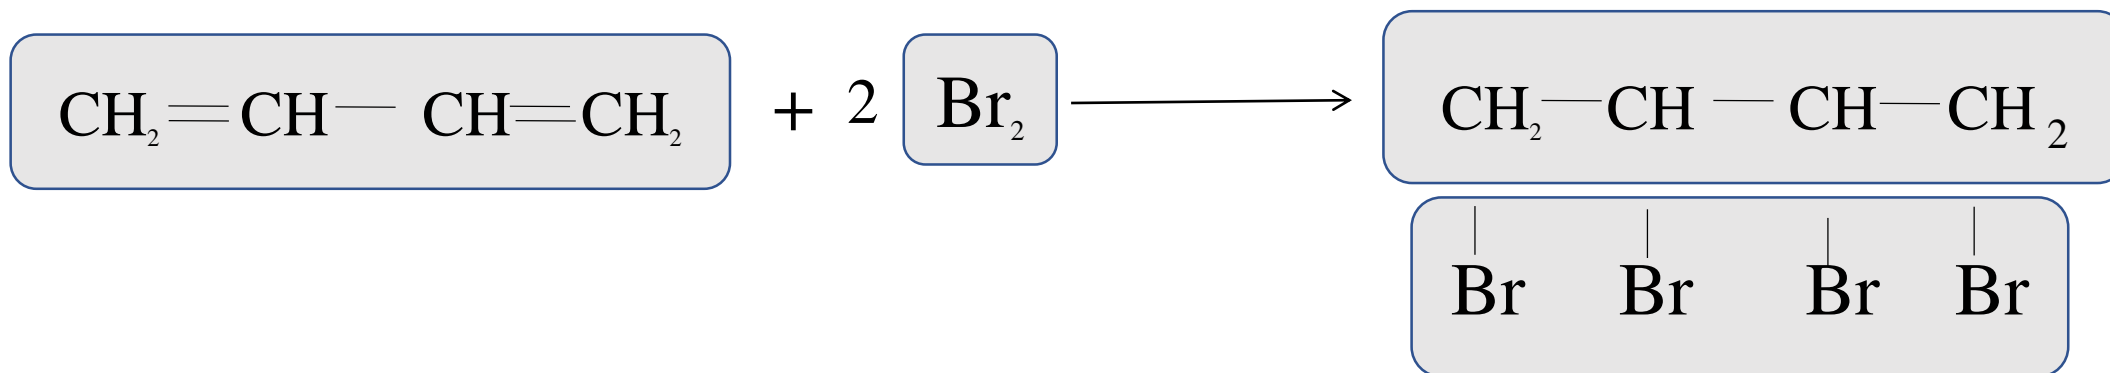 CH₂=CH—CH=CH₂ + 2 Br₂ → CH₂—CH—CH—CH₂
Br Br Br Br